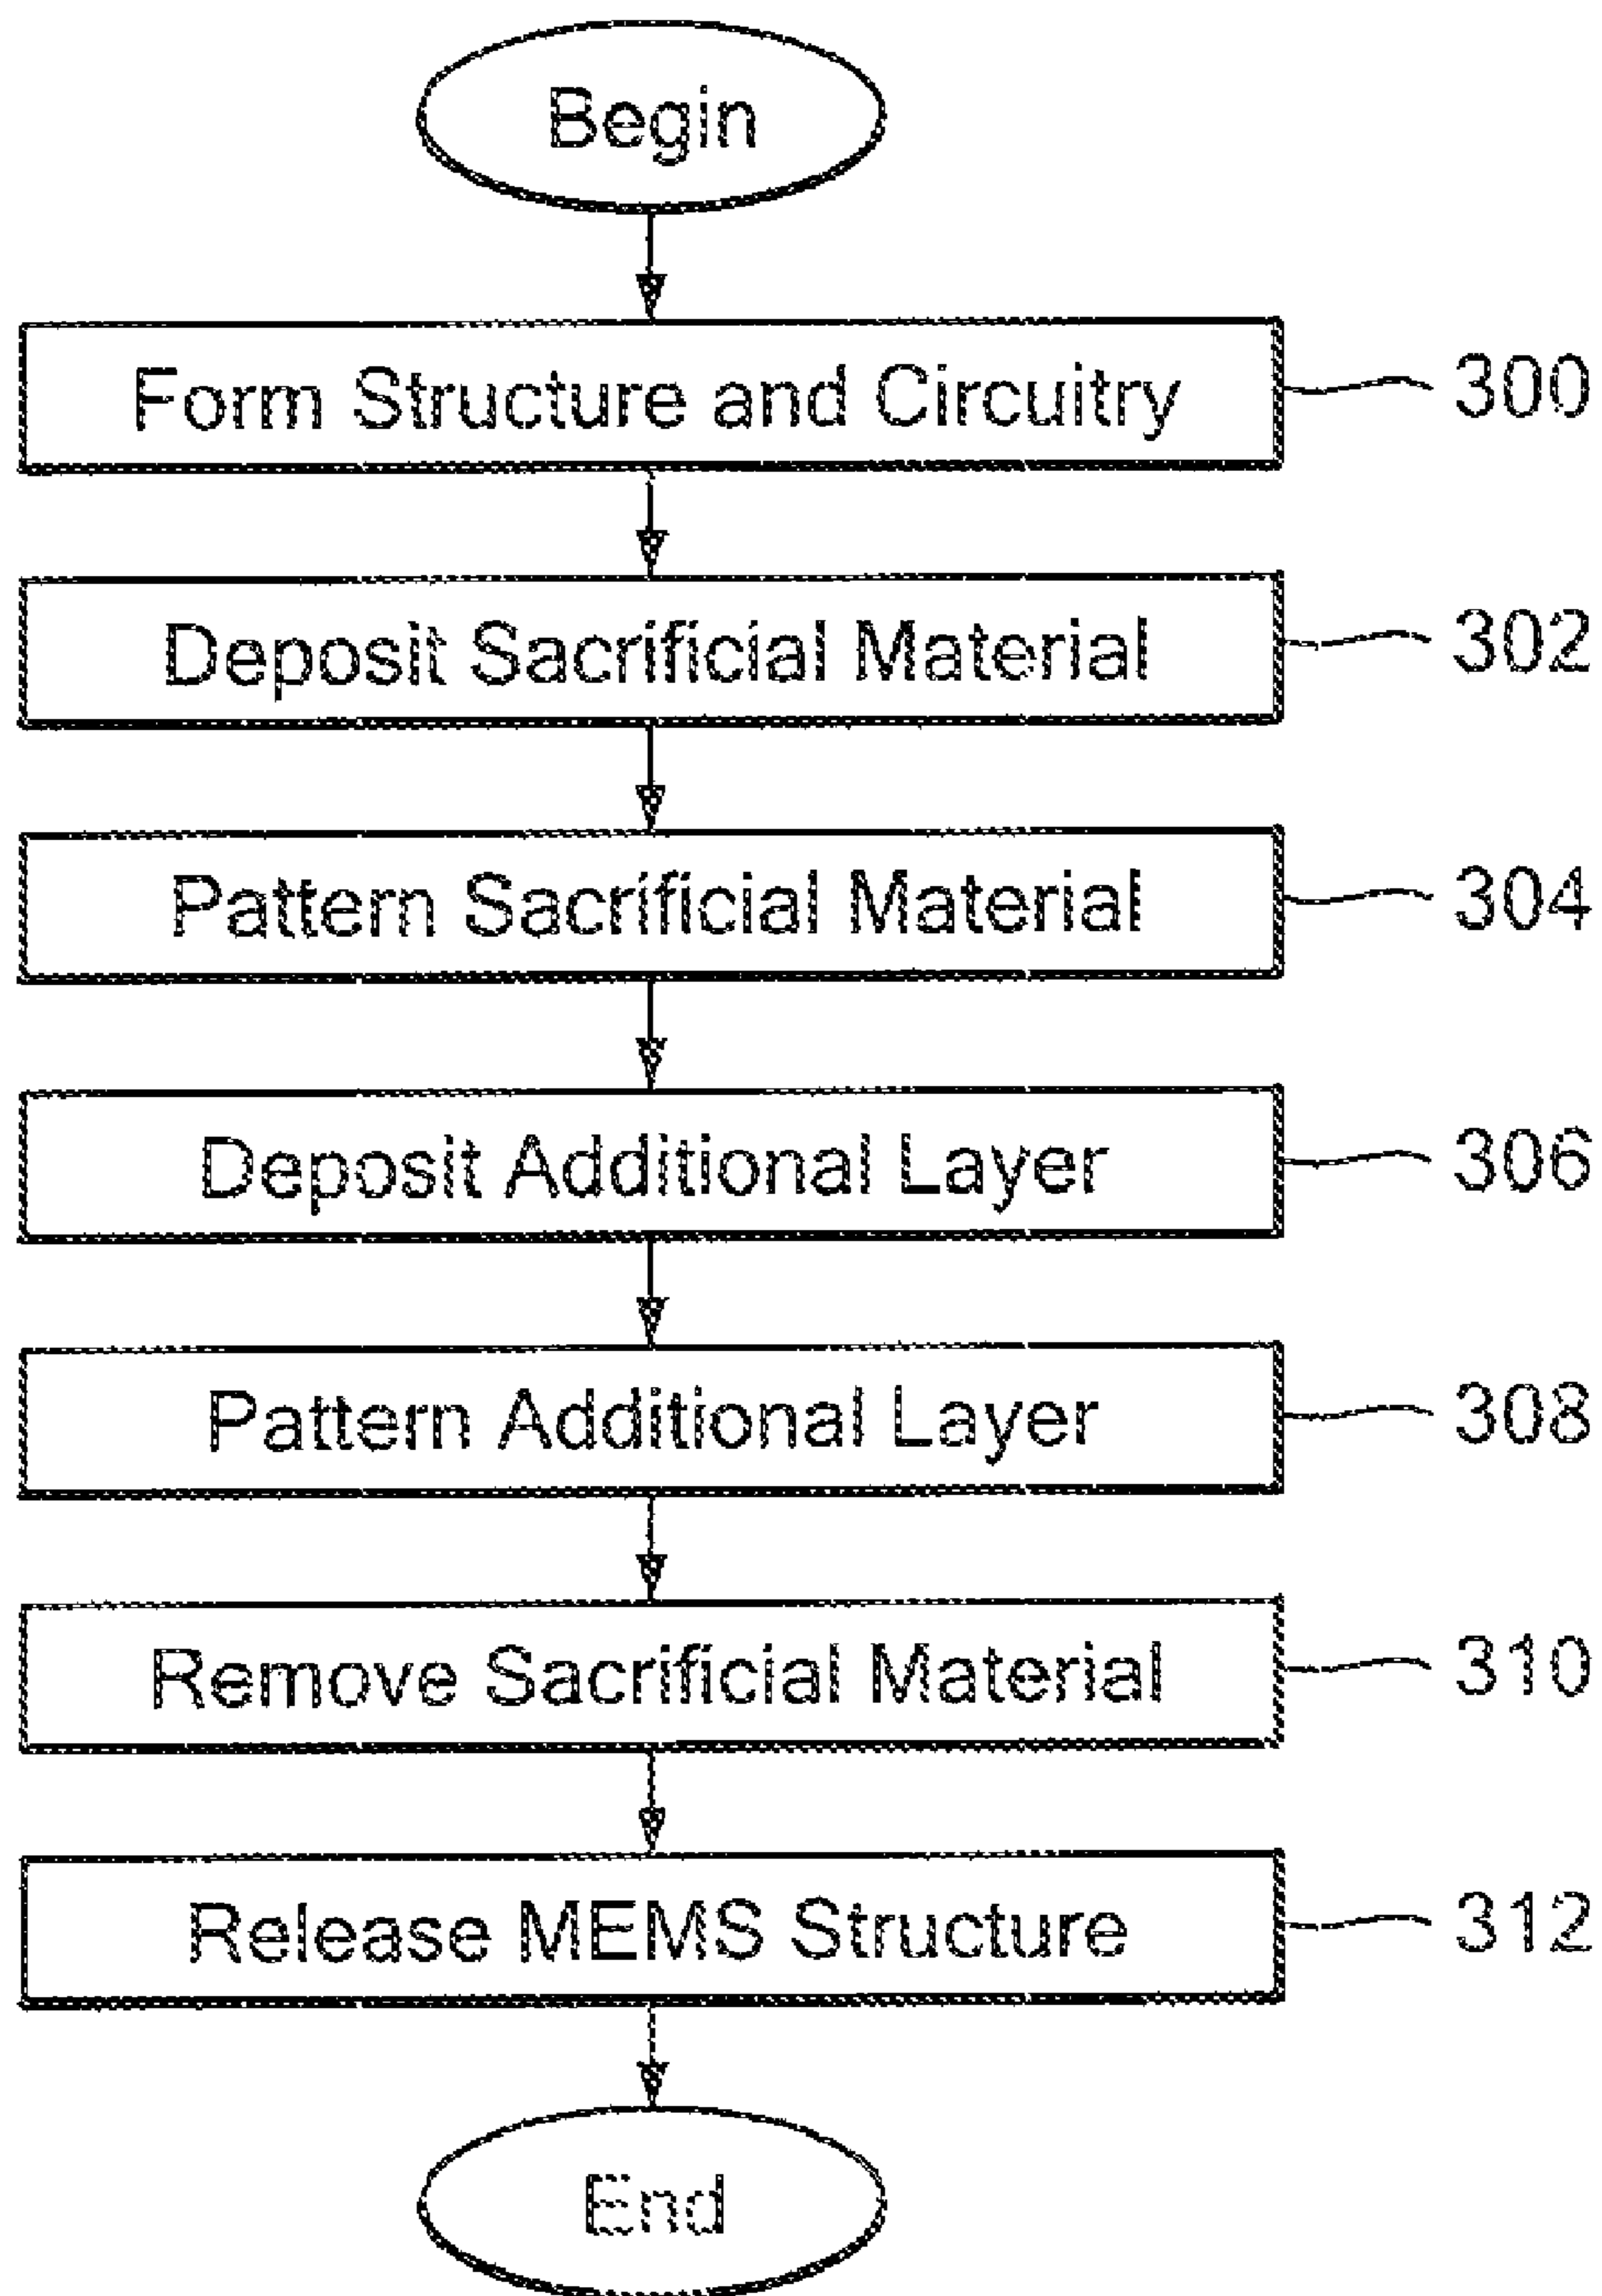 Begin
Form Structure and Circuitry 300
Deposit Sacrificial Material 302
Pattern Sacrificial Material 304
Deposit Additional Layer 306
Pattern Additional Layer 308
Remove Sacrificial Material 310
Release MEMS Structure 312
End